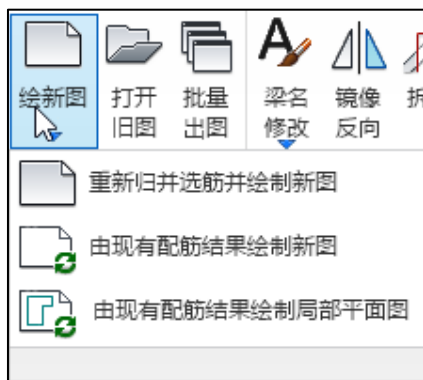 绘新图 打开 批量 梁名 镜像
旧图 出图 修改 反向
重新归并选筋并绘制新图
由现有配筋结果绘制新图
由现有配筋结果绘制局部平面图